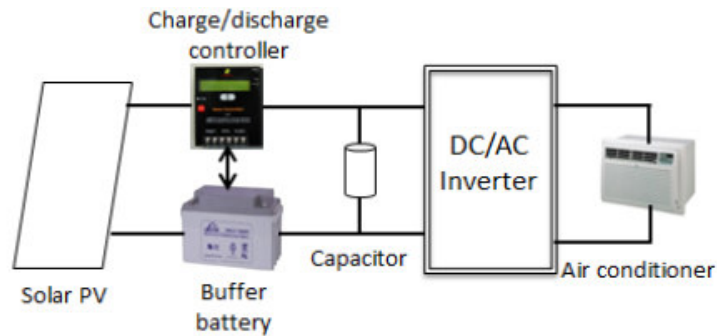 Charge/discharge
controller
DC/AC
Inverter
Capacitor
Air conditioner
Solar PV
Buffer
battery